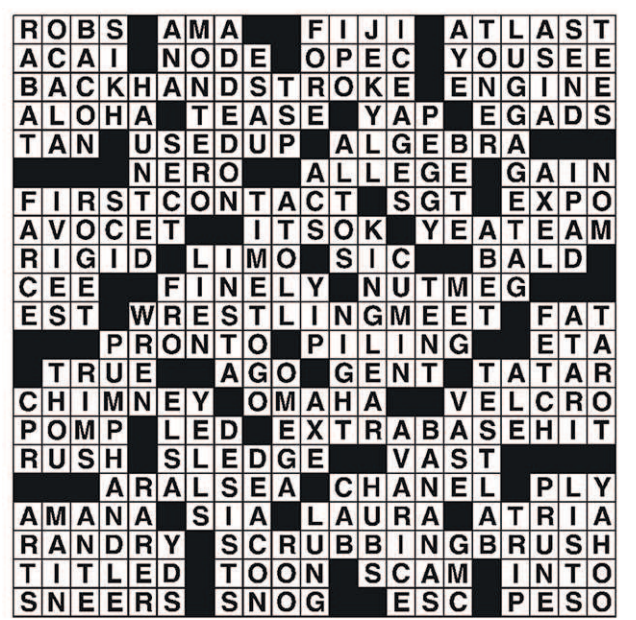 ROBS AMA FIJI ATLAST
ACAI NODE OPEC YOUSEE
BACKHANDSTROKE ENGINE
ALOHA TEASE YAP EGADS
TAN USEDUP ALGEBRA
NERO ALLEGE GAIN
FIRSTCONTACT SGT EXPO
AVOCET ITSOK YEATEAM
RIGID LIMO SIC BALD
CEE FINELY NUTMEG
EST WRESTLINGMEET FAT
PRONTO PILING ETA
TRUE AGO GENT TATAR
CHIMNEY OMAHA VELCRO
POMP LED EXTRABASEHIT
RUSH SLEDGE VAST
ARALSEA CHANEL PLY
AMANA SIA LAURA ATRIA
RANDRY SCRUBBINGBRUSH
TITLED TOON SCAM INTO
SNEERS SNOG ESC PESO